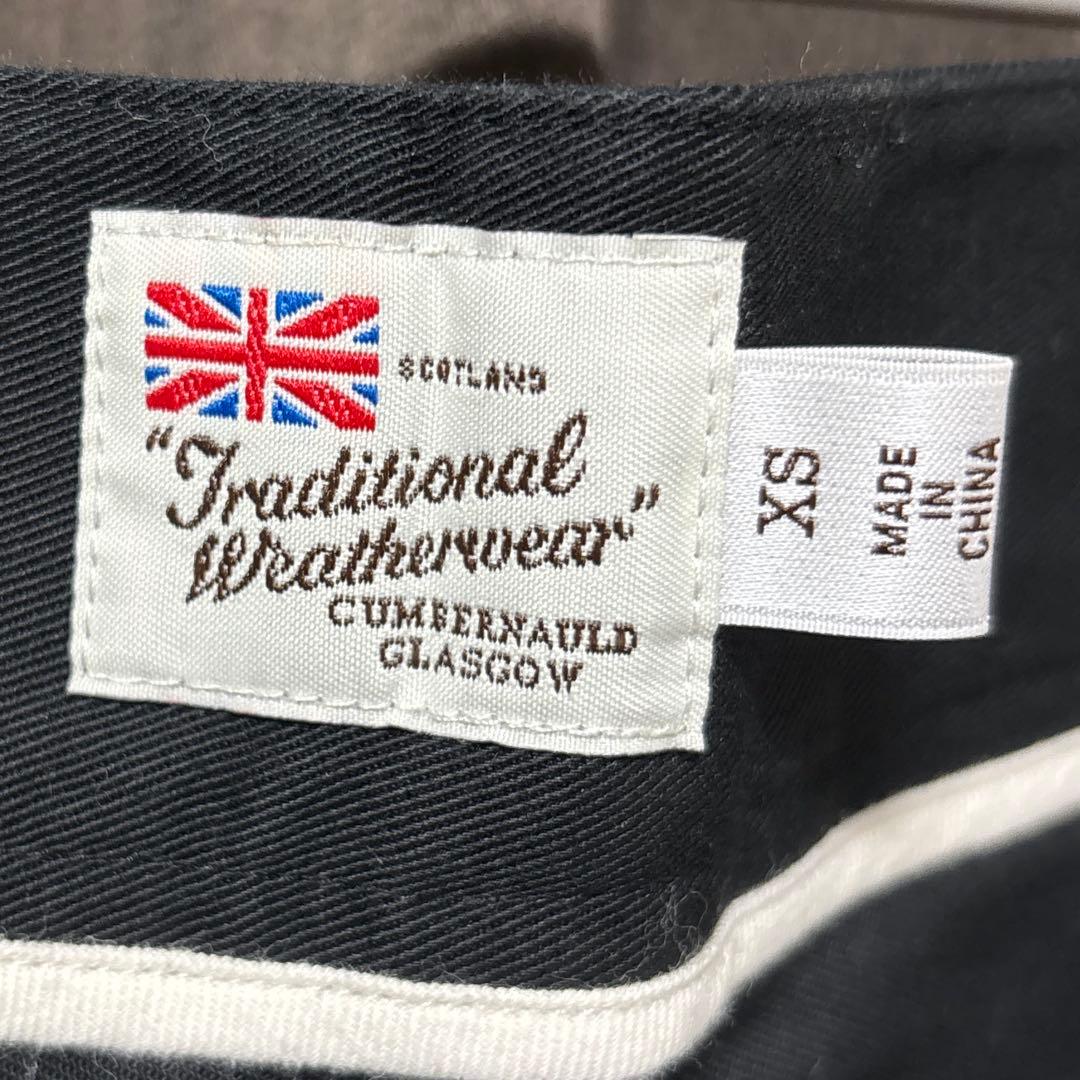 SCOTLAND
"Traditional
Weatherwear"
CUMBERNAULD
GLASGOW
XS
MADE
IN
CHINA